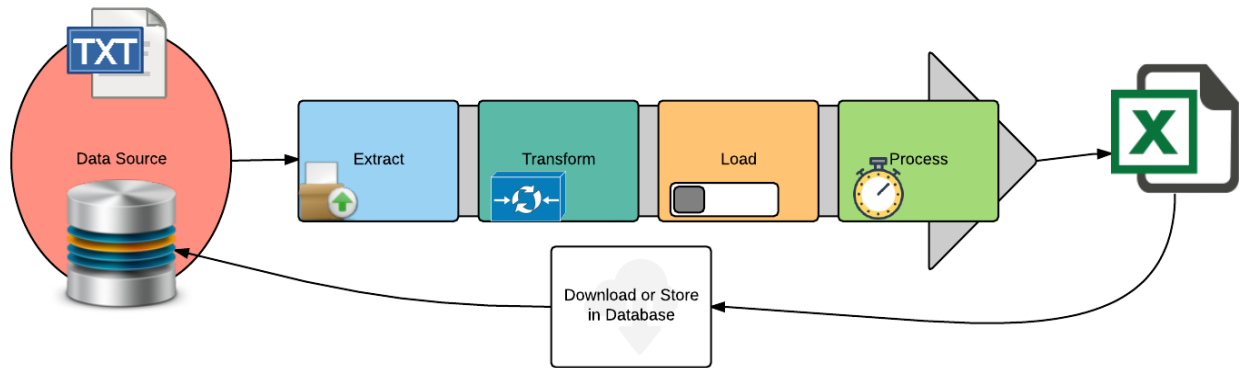 TXT
Data Source
Extract
Transform
Load
Process
X
Download or Store
in Database